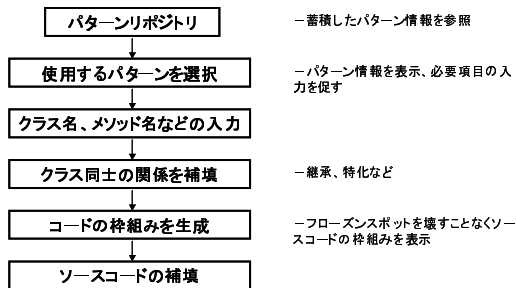 パターンリポジトリ
－蓄積したパターン情報を参照
使用するパターンを選択
－パターン情報を表示、必要項目の入
力を促す
クラス名、メソッド名などの入力
クラス同士の関係を補填
－継承、特化など
コードの枠組みを生成
－フローズンスポットを壊すことなくソー
スコードの枠組みを表示
ソースコードの補填